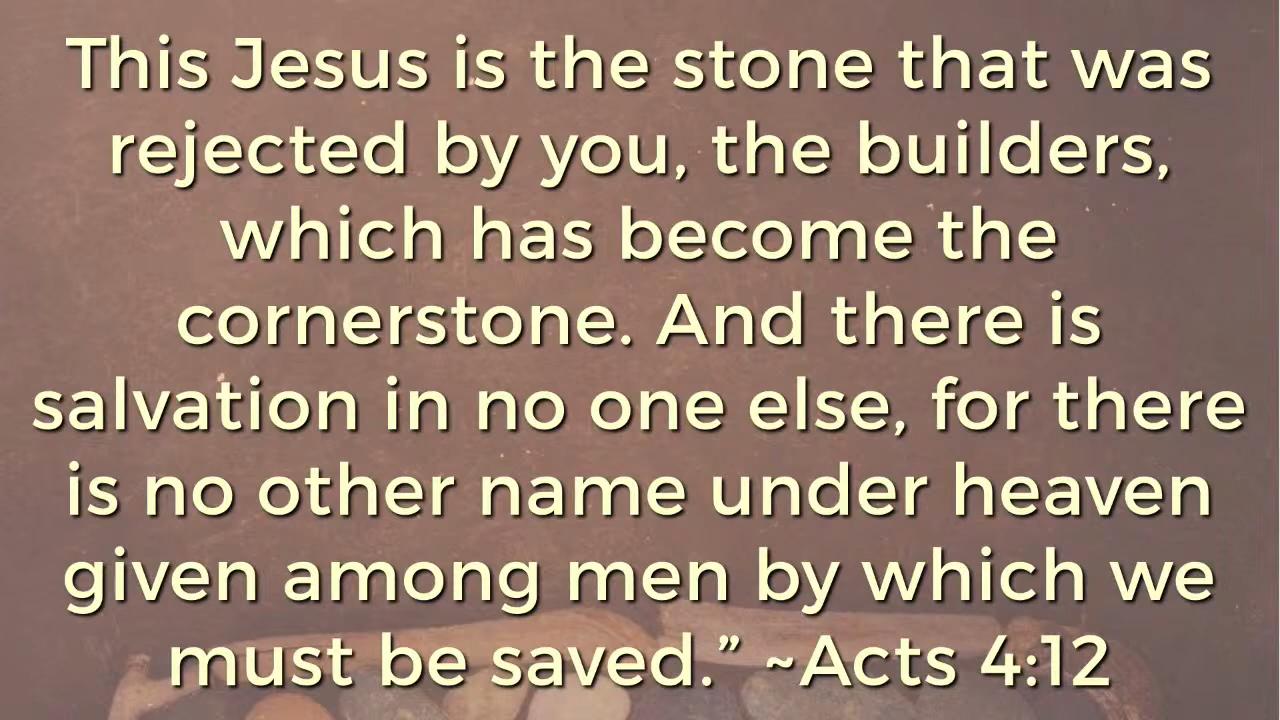 This Jesus is the stone that was
rejected by you, the builders,
which has become the
cornerstone. And there is
salvation in no one else, for there
is no other name under heaven
given among men by which we
must be saved.” ~Acts 4:12